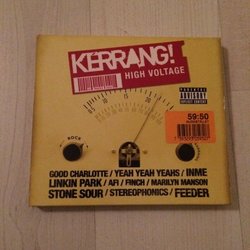 KERRANG!
HIGH VOLTAGE
PARENTAL
ADVISORY
EXPLICIT CONTENT
59:50
ROCK
GOOD CHARLOTTE / YEAH YEAH YEAHS / INME
LINKIN PARK / AFI / FINCH / MARILYN MANSON
STONE SOUR / STEREOPHONICS / FEEDER